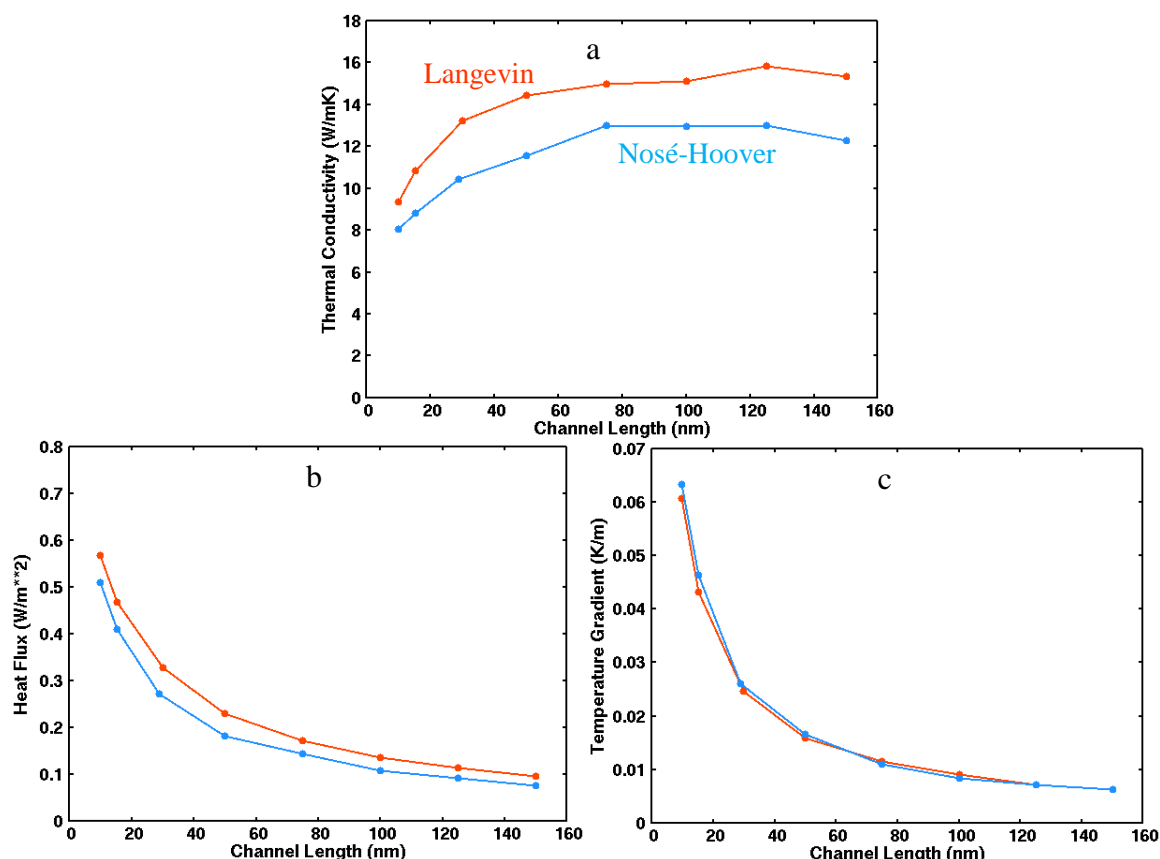 a
Langevin
Nosé-Hoover
Thermal Conductivity (W/mK)
18
16
14
12
10
8
6
4
2
0
0 20 40 60 80 100 120 140 160
Channel Length (nm)
b
Heat Flux (W/m**2)
0.8
0.7
0.6
0.5
0.4
0.3
0.2
0.1
0
0 20 40 60 80 100 120 140 160
Channel Length (nm)
c
Temperature Gradient (K/m)
0.07
0.06
0.05
0.04
0.03
0.02
0.01
0
0 20 40 60 80 100 120 140 160
Channel Length (nm)